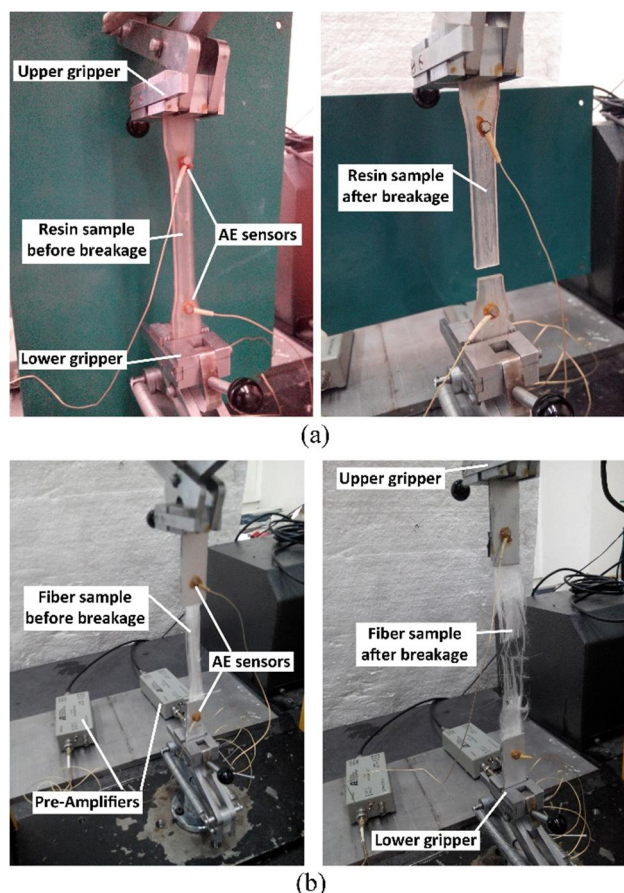 Upper gripper
Resin sample
before breakage
AE sensors
Lower gripper
Resin sample
after breakage
(a)
Fiber sample
before breakage
AE sensors
Pre-Amplifiers
Upper gripper
Fiber sample
after breakage
Lower gripper
(b)